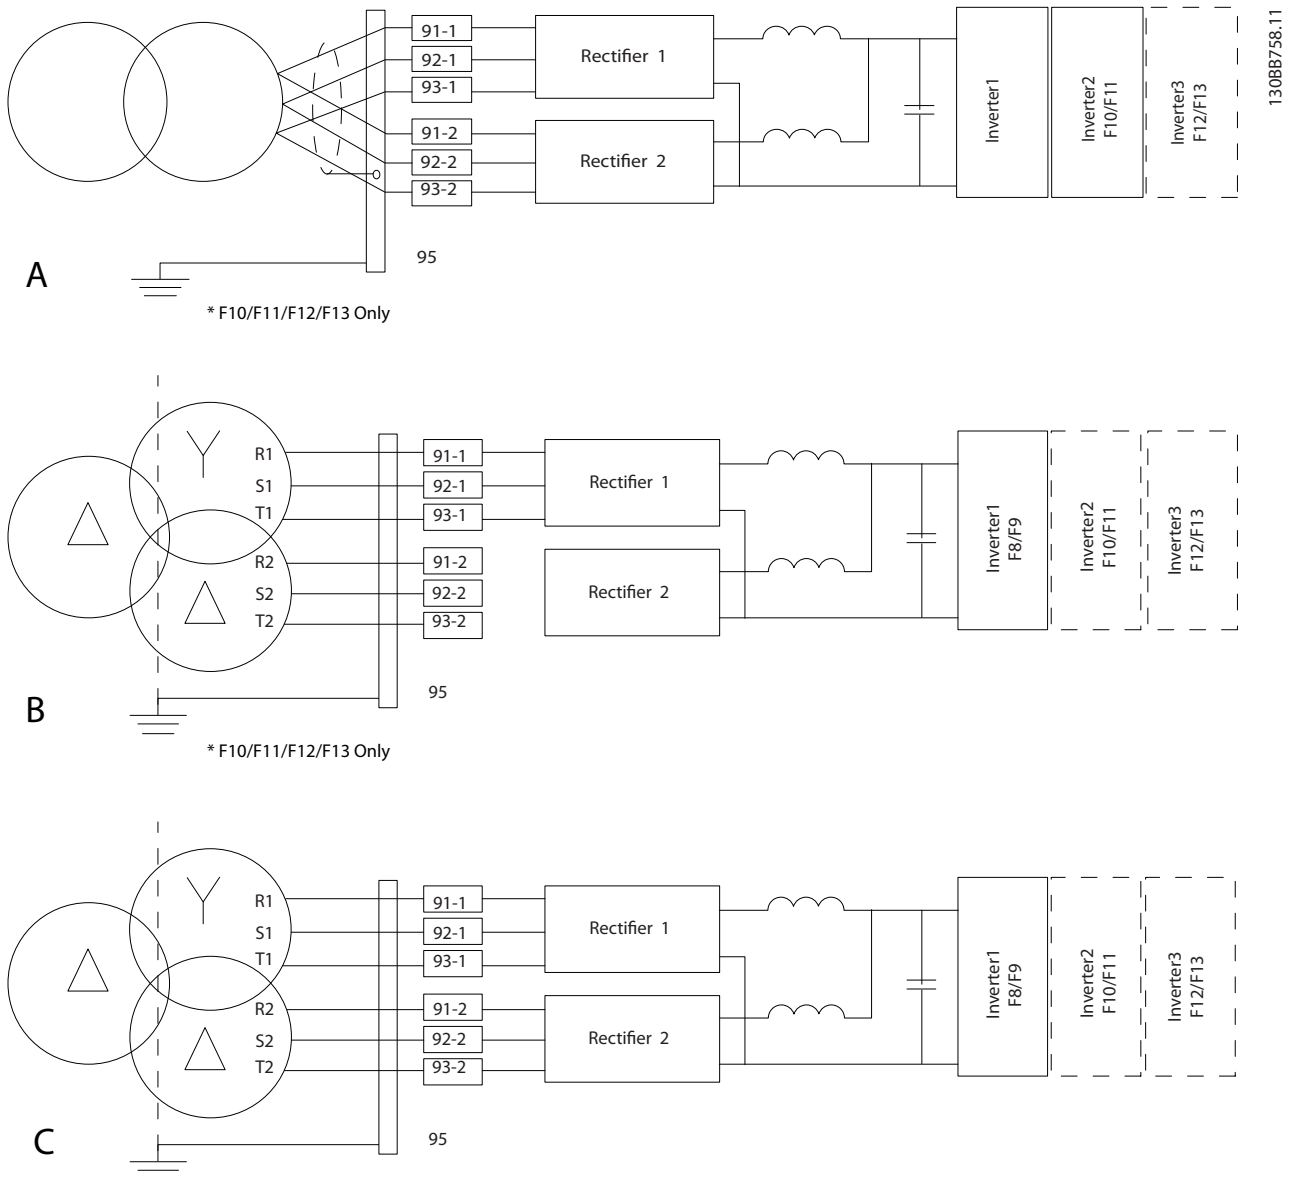 130BB758.11
91-1
92-1
93-1
91-2
92-2
93-2
Rectifier 1
Rectifier 2
Inverter1
Inverter2
F10/F11
Inverter3
F12/F13
95
A
* F10/F11/F12/F13 Only
R1
S1
T1
R2
S2
T2
91-1
92-1
93-1
91-2
92-2
93-2
Rectifier 1
Rectifier 2
Inverter1
F8/F9
Inverter2
F10/F11
Inverter3
F12/F13
95
B
* F10/F11/F12/F13 Only
R1
S1
T1
R2
S2
T2
91-1
92-1
93-1
91-2
92-2
93-2
Rectifier 1
Rectifier 2
Inverter1
F8/F9
Inverter2
F10/F11
Inverter3
F12/F13
95
C